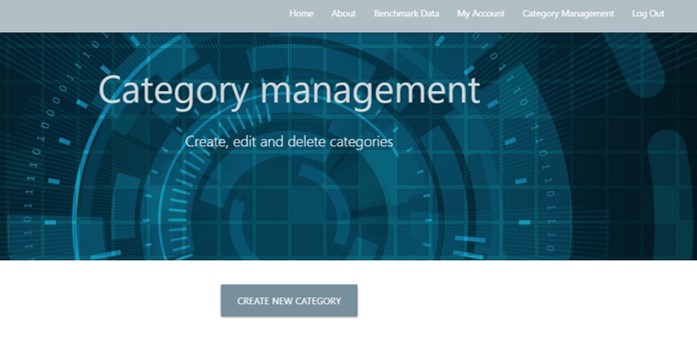 Home About Benchmark Data My Account Category Management Log Out
Category management
Create, edit and delete categories
CREATE NEW CATEGORY